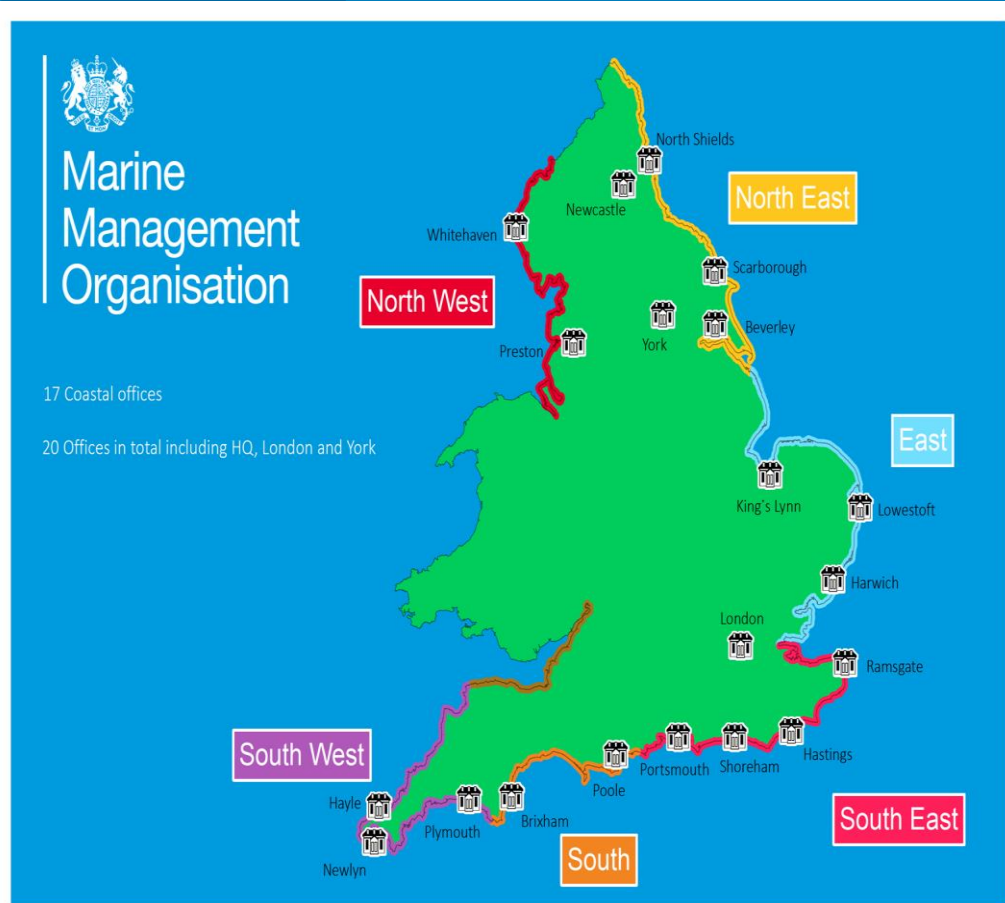 Marine
Management
Organisation
17 Coastal offices
20 Offices in total including HQ, London and York
North Shields
North East
Newcastle
Whitehaven
Scarborough
North West
Beverley
York
Preston
East
King's Lynn
Lowestoft
Harwich
London
Ramsgate
South West
Portsmouth
Shoreham
Hastings
Poole
Hayle
Plymouth
Brixham
South East
South
Newlyn